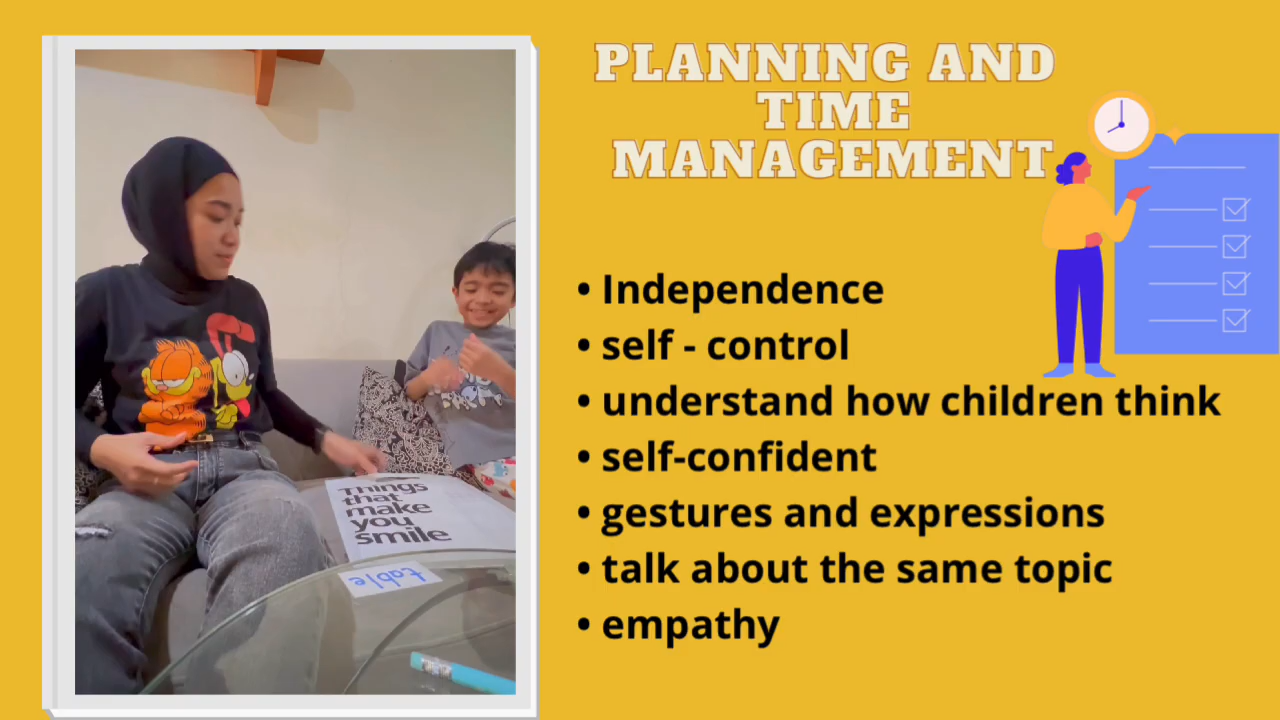 PLANNING AND
TIME
MANAGEMENT
• Independence
• self - control
• understand how children think
• self-confident
• gestures and expressions
• talk about the same topic
• empathy
Things
that
make
you
smile
table